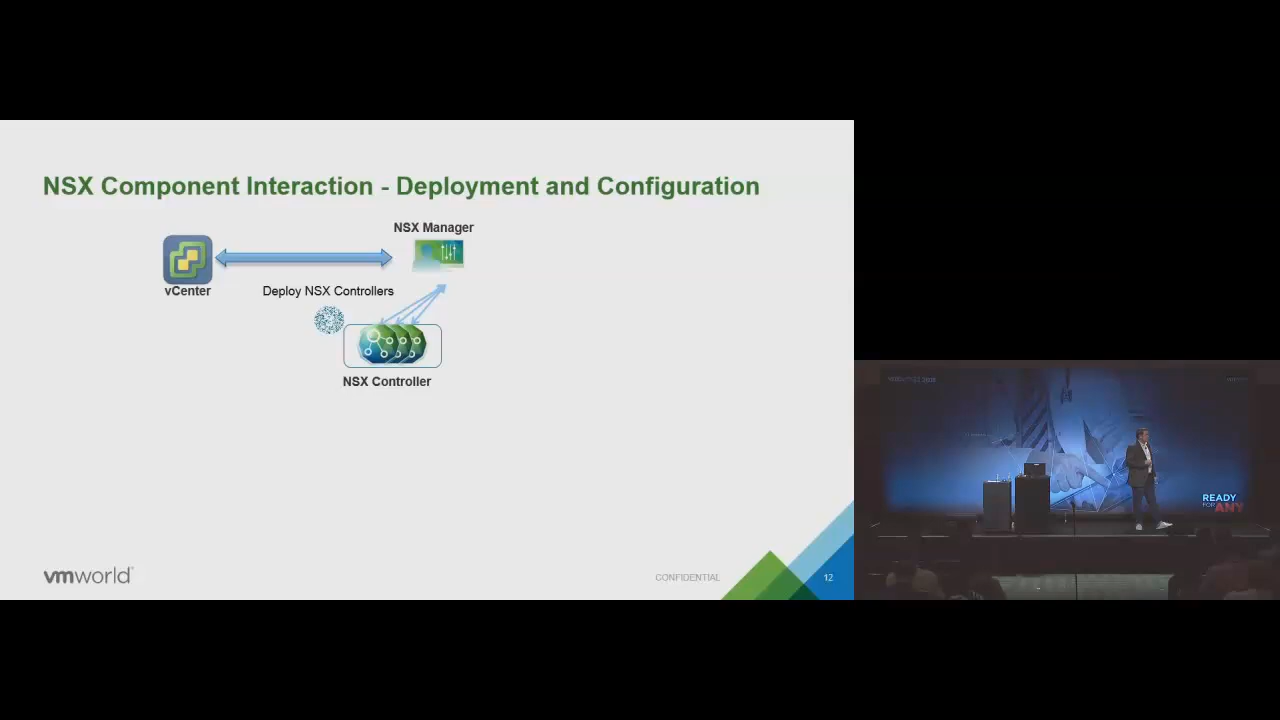 NSX Component Interaction - Deployment and Configuration
NSX Manager
vCenter
Deploy NSX Controllers
NSX Controller
vmworld
CONFIDENTIAL
12
READY
FOR ANY